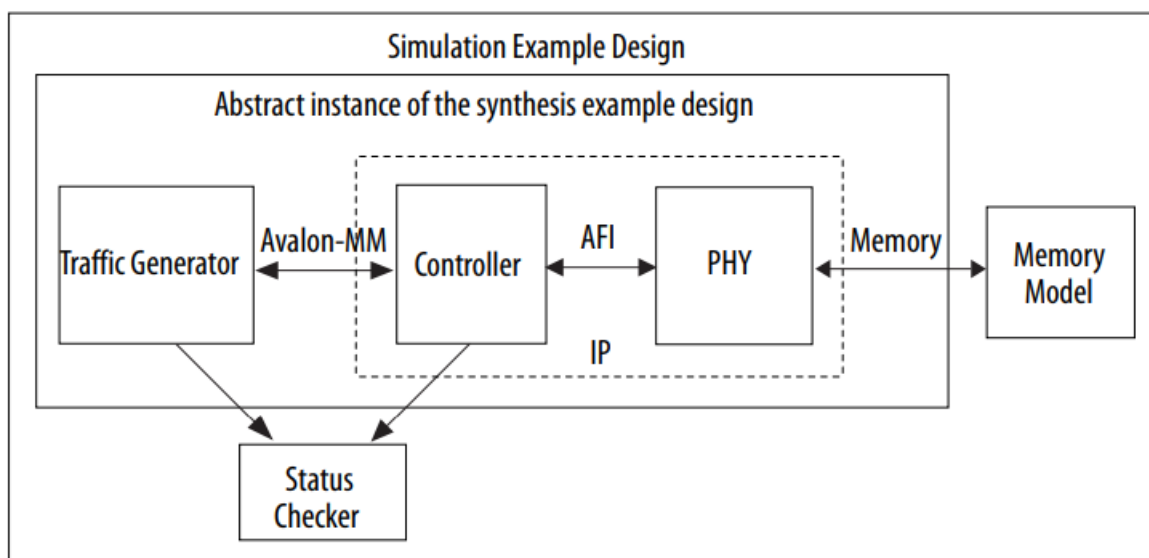 Simulation Example Design
Abstract instance of the synthesis example design
Traffic Generator
Avalon-MM
Controller
AFI
PHY
Memory
Memory
Model
IP
Status
Checker